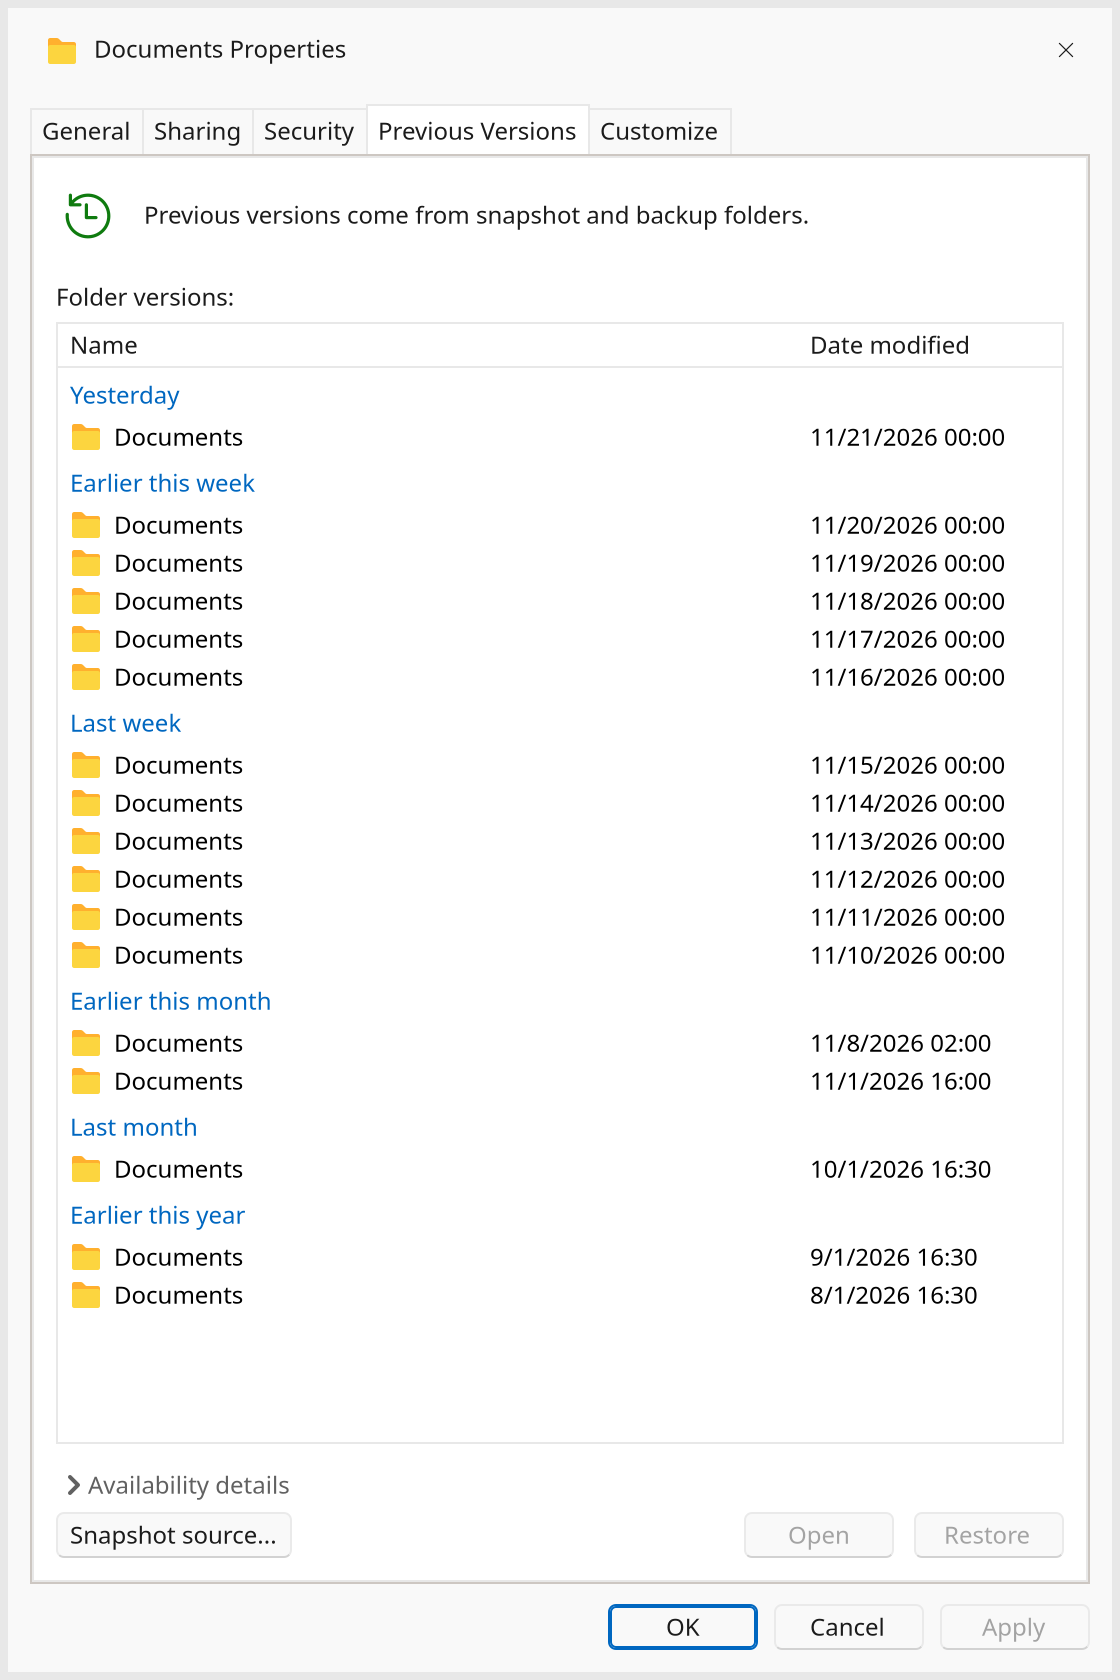 Documents Properties
General Sharing Security Previous Versions Customize
Previous versions come from snapshot and backup folders.
Folder versions:
Name Date modified
Yesterday
Documents 11/21/2026 00:00
Earlier this week
Documents 11/20/2026 00:00
Documents 11/19/2026 00:00
Documents 11/18/2026 00:00
Documents 11/17/2026 00:00
Documents 11/16/2026 00:00
Last week
Documents 11/15/2026 00:00
Documents 11/14/2026 00:00
Documents 11/13/2026 00:00
Documents 11/12/2026 00:00
Documents 11/11/2026 00:00
Documents 11/10/2026 00:00
Earlier this month
Documents 11/8/2026 02:00
Documents 11/1/2026 16:00
Last month
Documents 10/1/2026 16:30
Earlier this year
Documents 9/1/2026 16:30
Documents 8/1/2026 16:30
Availability details
Snapshot source... Open Restore
OK Cancel Apply